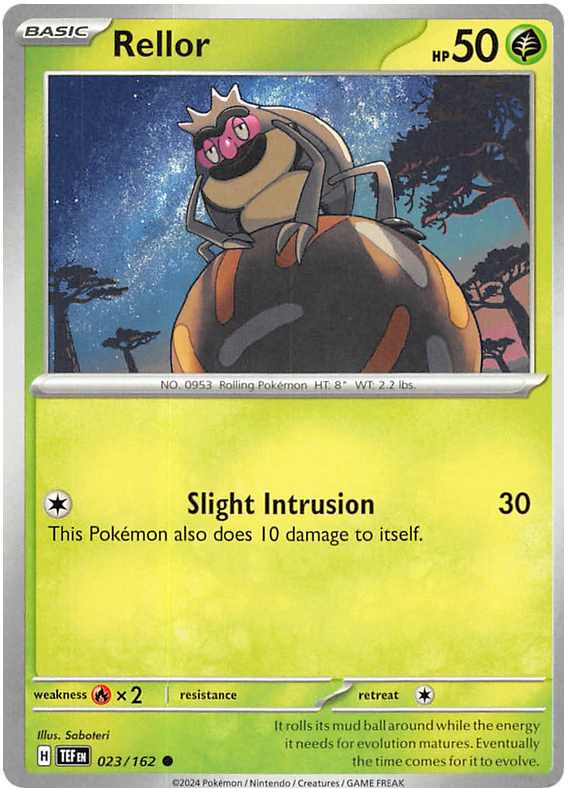 BASIC Rellor HP 50
NO. 0953 Rolling Pokémon HT: 8" WT: 2.2 lbs.
Slight Intrusion 30
This Pokémon also does 10 damage to itself.
weakness ×2 resistance retreat
Illus. Saboteri
It rolls its mud ball around while the energy
it needs for evolution matures. Eventually
the time comes for it to evolve.
H TEF EN 023/162
©2024 Pokémon / Nintendo / Creatures / GAME FREAK